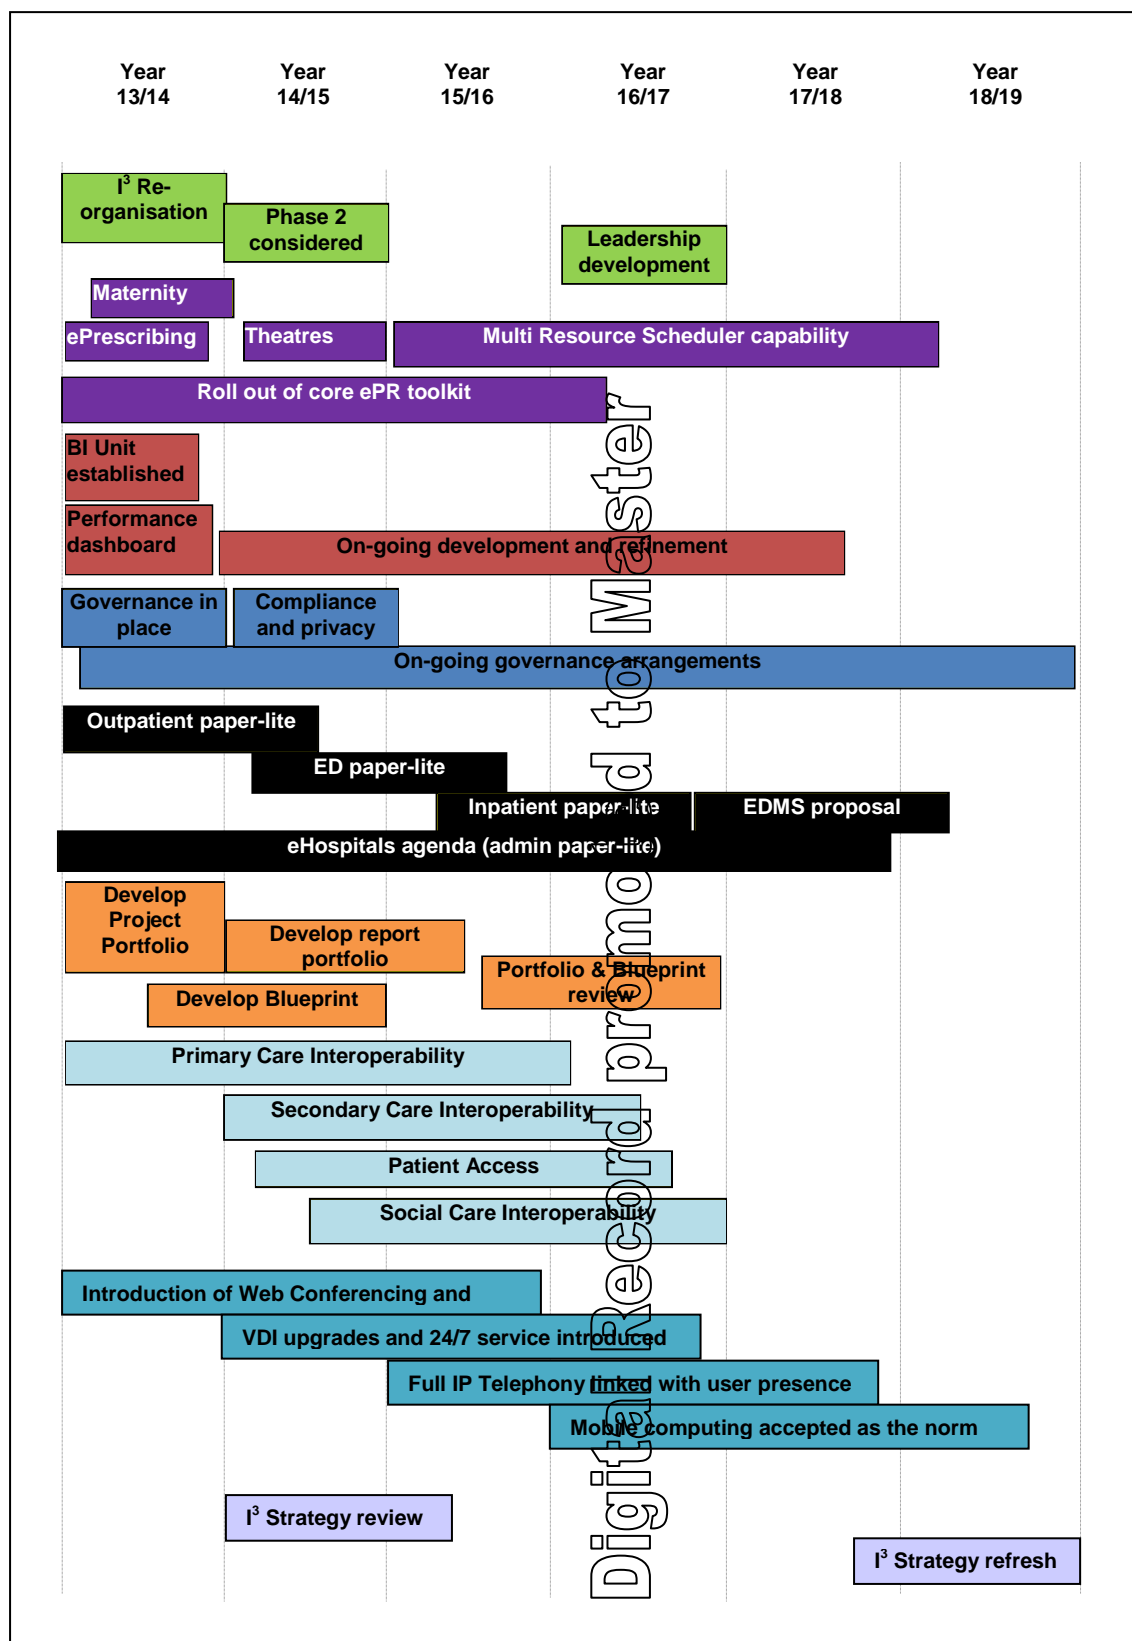 Year
13/14
Year
14/15
Year
15/16
Year
16/17
Year
17/18
Year
18/19
I³ Re-
organisation
Phase 2
considered
Leadership
development
Maternity
ePrescribing
Theatres
Multi Resource Scheduler capability
Roll out of core ePR toolkit
BI Unit
established
Performance
dashboard
On-going development and refinement
Governance in
place
Compliance
and privacy
On-going governance arrangements
Outpatient paper-lite
ED paper-lite
Inpatient paper-lite
EDMS proposal
eHospitals agenda (admin paper-lite)
Develop
Project
Portfolio
Develop report
portfolio
Portfolio & Blueprint
review
Develop Blueprint
Primary Care Interoperability
Secondary Care Interoperability
Patient Access
Social Care Interoperability
Introduction of Web Conferencing and
VDI upgrades and 24/7 service introduced
Full IP Telephony linked with user presence
Mobile computing accepted as the norm
I³ Strategy review
I³ Strategy refresh
Digital Record promoted to Master